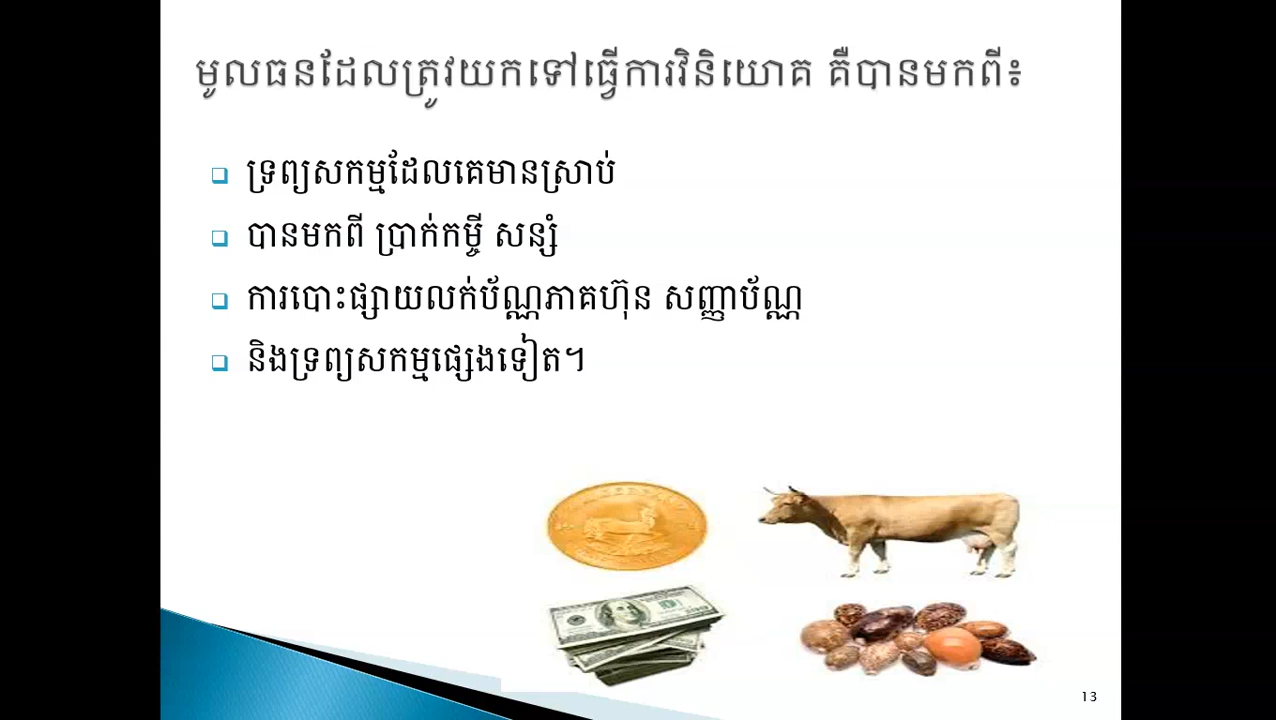 មូលធនដែលត្រូវយកទៅធ្វើការវិនិយោគ គឺបានមកពី៖
ទ្រព្យសកម្មដែលគេមានស្រាប់
បានមកពី ប្រាក់កម្ចី សន្សំ
ការបោះផ្សាយលក់ប័ណ្ណភាគហ៊ុន សញ្ញាប័ណ្ណ
និងទ្រព្យសកម្មផ្សេងទៀត។
13